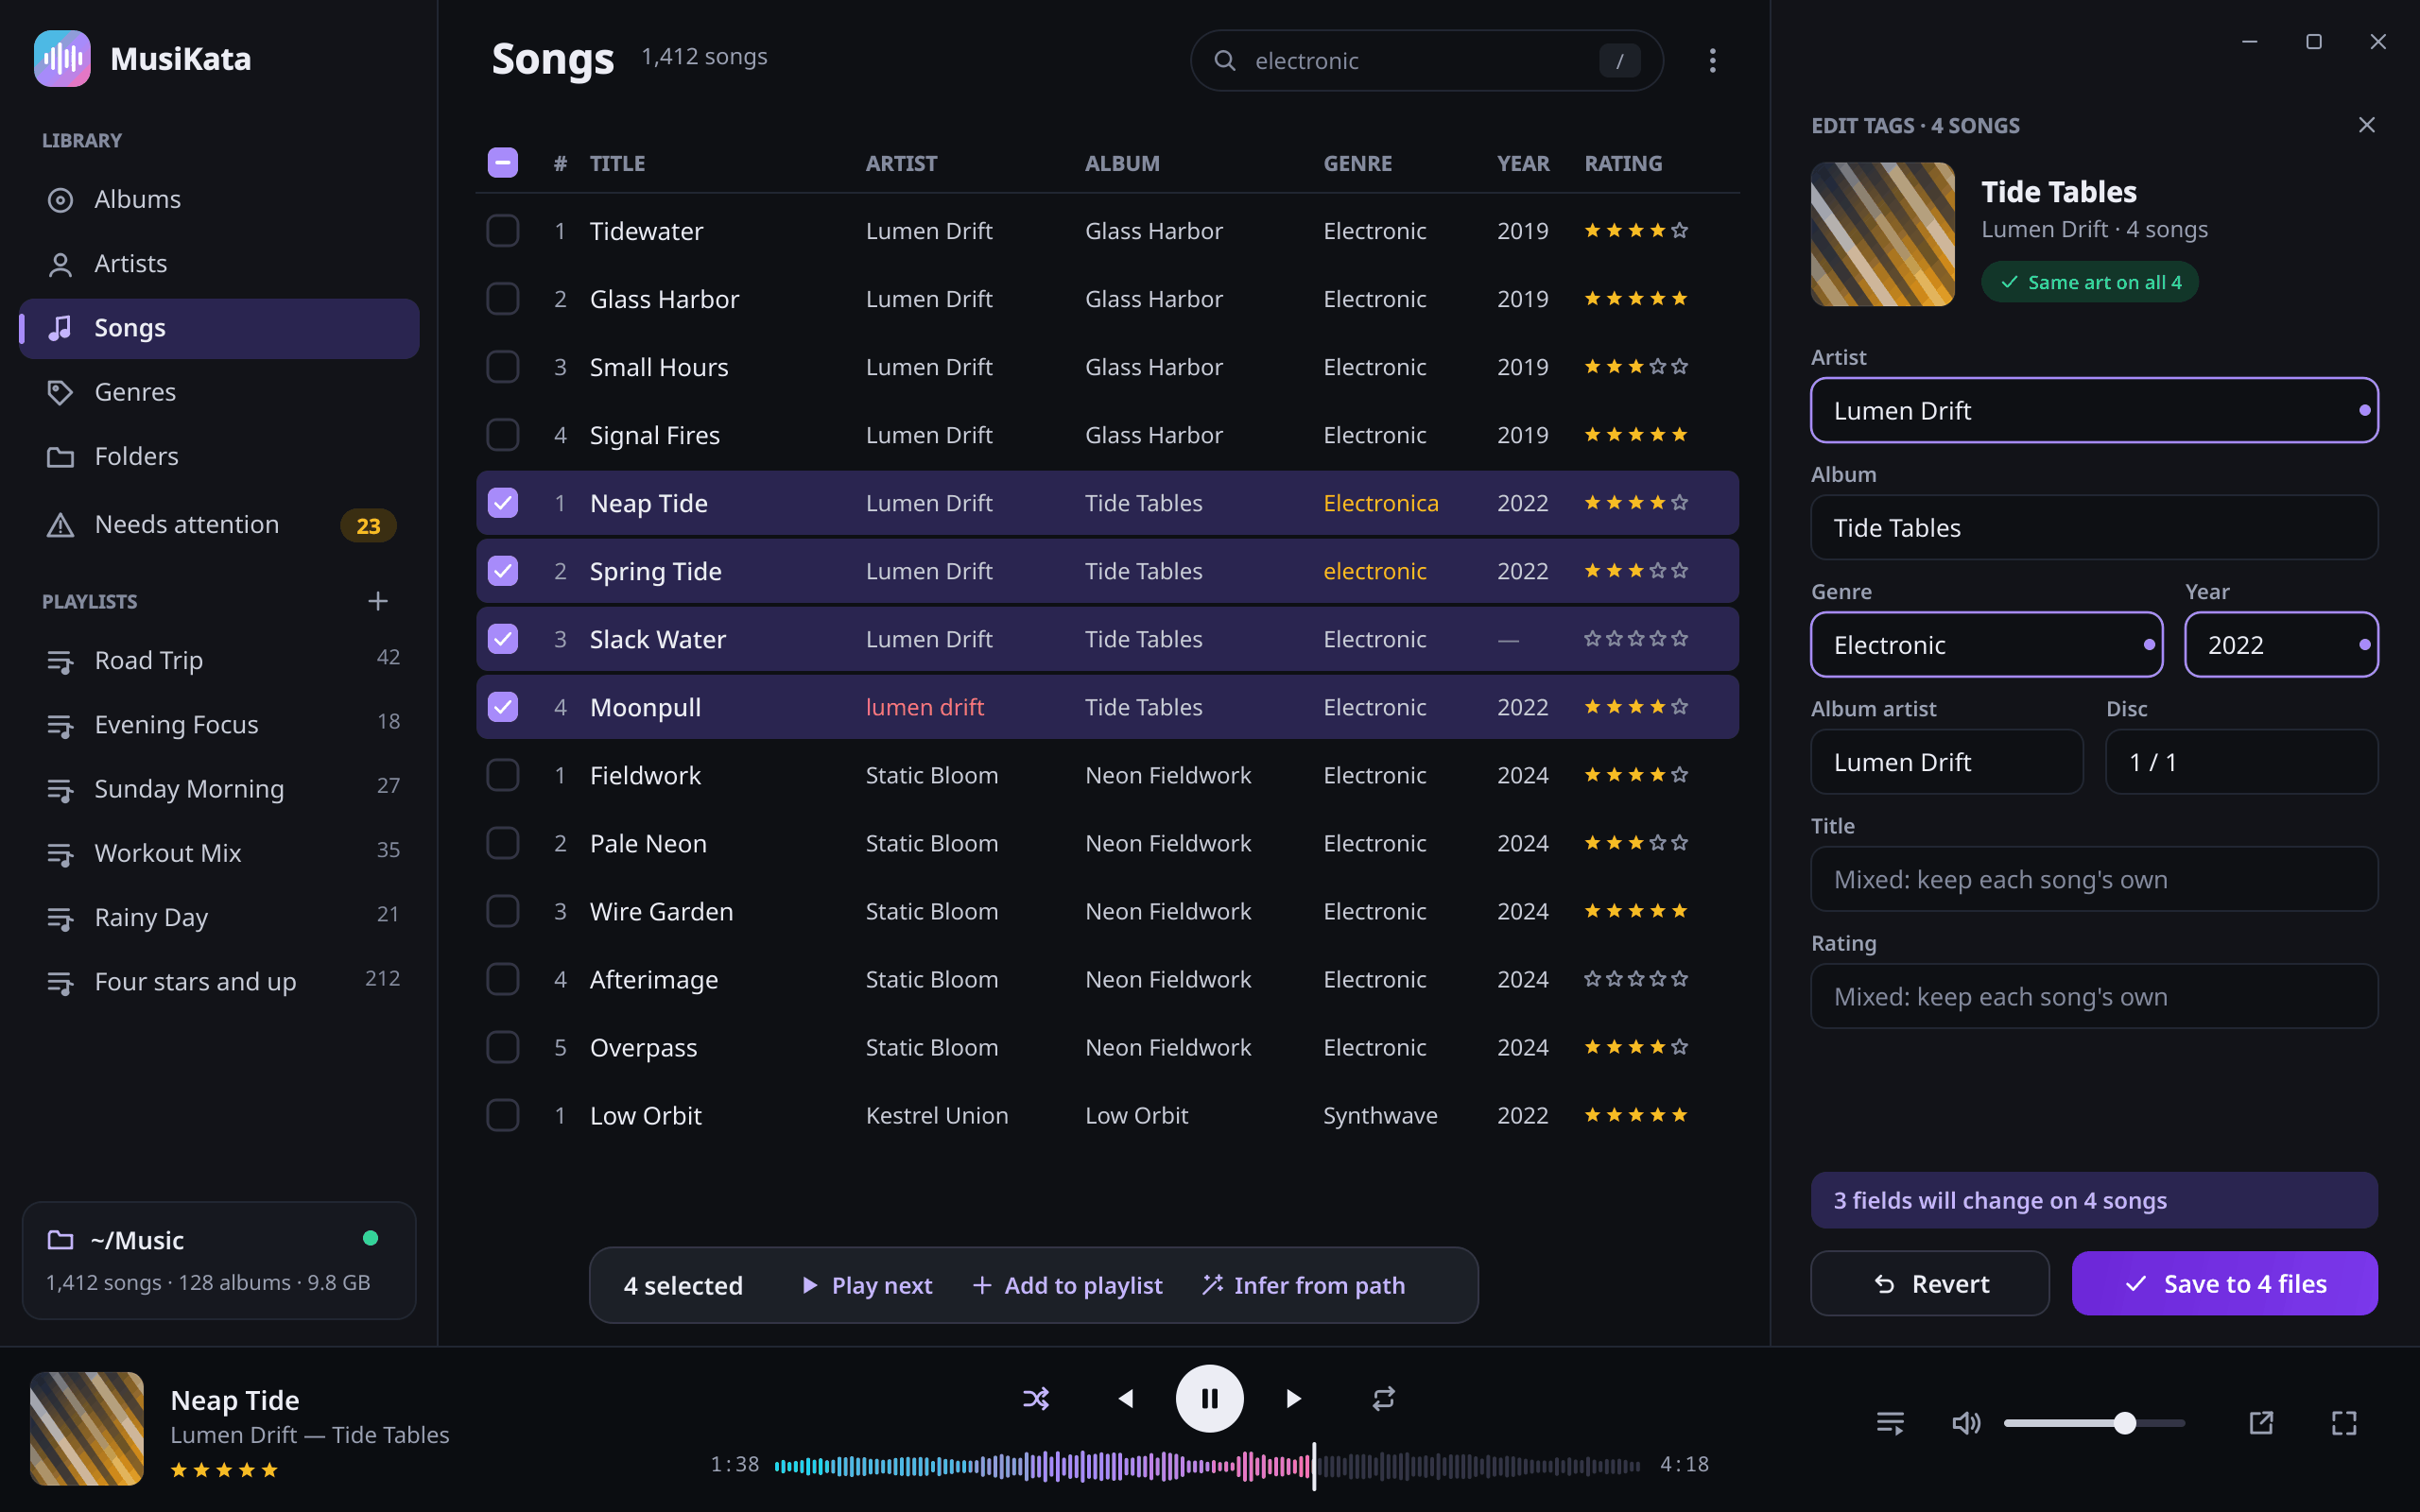 MusiKata
LIBRARY
Albums
Artists
Songs
Genres
Folders
Needs attention 23
PLAYLISTS
Road Trip 42
Evening Focus 18
Sunday Morning 27
Workout Mix 35
Rainy Day 21
Four stars and up 212
~/Music
1,412 songs · 128 albums · 9.8 GB
Songs 1,412 songs
electronic /
# TITLE ARTIST ALBUM GENRE YEAR RATING
1 Tidewater Lumen Drift Glass Harbor Electronic 2019 ★★★★☆
2 Glass Harbor Lumen Drift Glass Harbor Electronic 2019 ★★★★★
3 Small Hours Lumen Drift Glass Harbor Electronic 2019 ★★★☆☆
4 Signal Fires Lumen Drift Glass Harbor Electronic 2019 ★★★★★
1 Neap Tide Lumen Drift Tide Tables Electronica 2022 ★★★★☆
2 Spring Tide Lumen Drift Tide Tables electronic 2022 ★★★☆☆
3 Slack Water Lumen Drift Tide Tables Electronic — ☆☆☆☆☆
4 Moonpull lumen drift Tide Tables Electronic 2022 ★★★★☆
1 Fieldwork Static Bloom Neon Fieldwork Electronic 2024 ★★★★☆
2 Pale Neon Static Bloom Neon Fieldwork Electronic 2024 ★★★☆☆
3 Wire Garden Static Bloom Neon Fieldwork Electronic 2024 ★★★★★
4 Afterimage Static Bloom Neon Fieldwork Electronic 2024 ☆☆☆☆☆
5 Overpass Static Bloom Neon Fieldwork Electronic 2024 ★★★★☆
1 Low Orbit Kestrel Union Low Orbit Synthwave 2022 ★★★★★
4 selected Play next Add to playlist Infer from path
EDIT TAGS · 4 SONGS
Tide Tables
Lumen Drift · 4 songs
Same art on all 4
Artist
Lumen Drift
Album
Tide Tables
Genre Year
Electronic 2022
Album artist Disc
Lumen Drift 1 / 1
Title
Mixed: keep each song's own
Rating
Mixed: keep each song's own
3 fields will change on 4 songs
Revert Save to 4 files
Neap Tide
Lumen Drift — Tide Tables
★★★★★
1:38 4:18